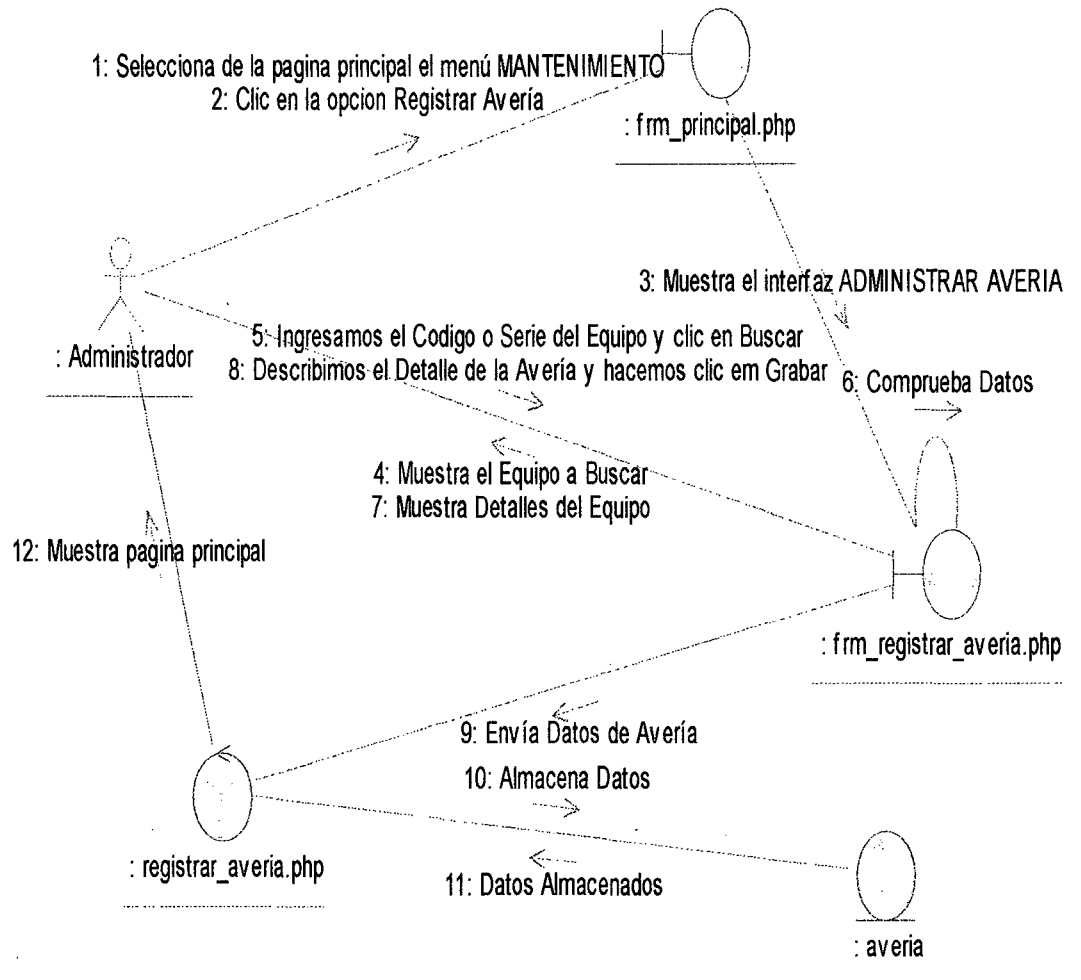 1: Selecciona de la pagina principal el menú MANTENIMIENTO
2: Clic en la opcion Registrar Avería
: frm_principal.php
3: Muestra el interfaz ADMINISTRAR AVERIA
: Administrador
5: Ingresamos el Codigo o Serie del Equipo y clic en Buscar
8: Describimos el Detalle de la Avería y hacemos clic em Grabar
6: Comprueba Datos
4: Muestra el Equipo a Buscar
7: Muestra Detalles del Equipo
12: Muestra pagina principal
: frm_registrar_averia.php
9: Envía Datos de Avería
10: Almacena Datos
: registrar_averia.php
11: Datos Almacenados
: averia